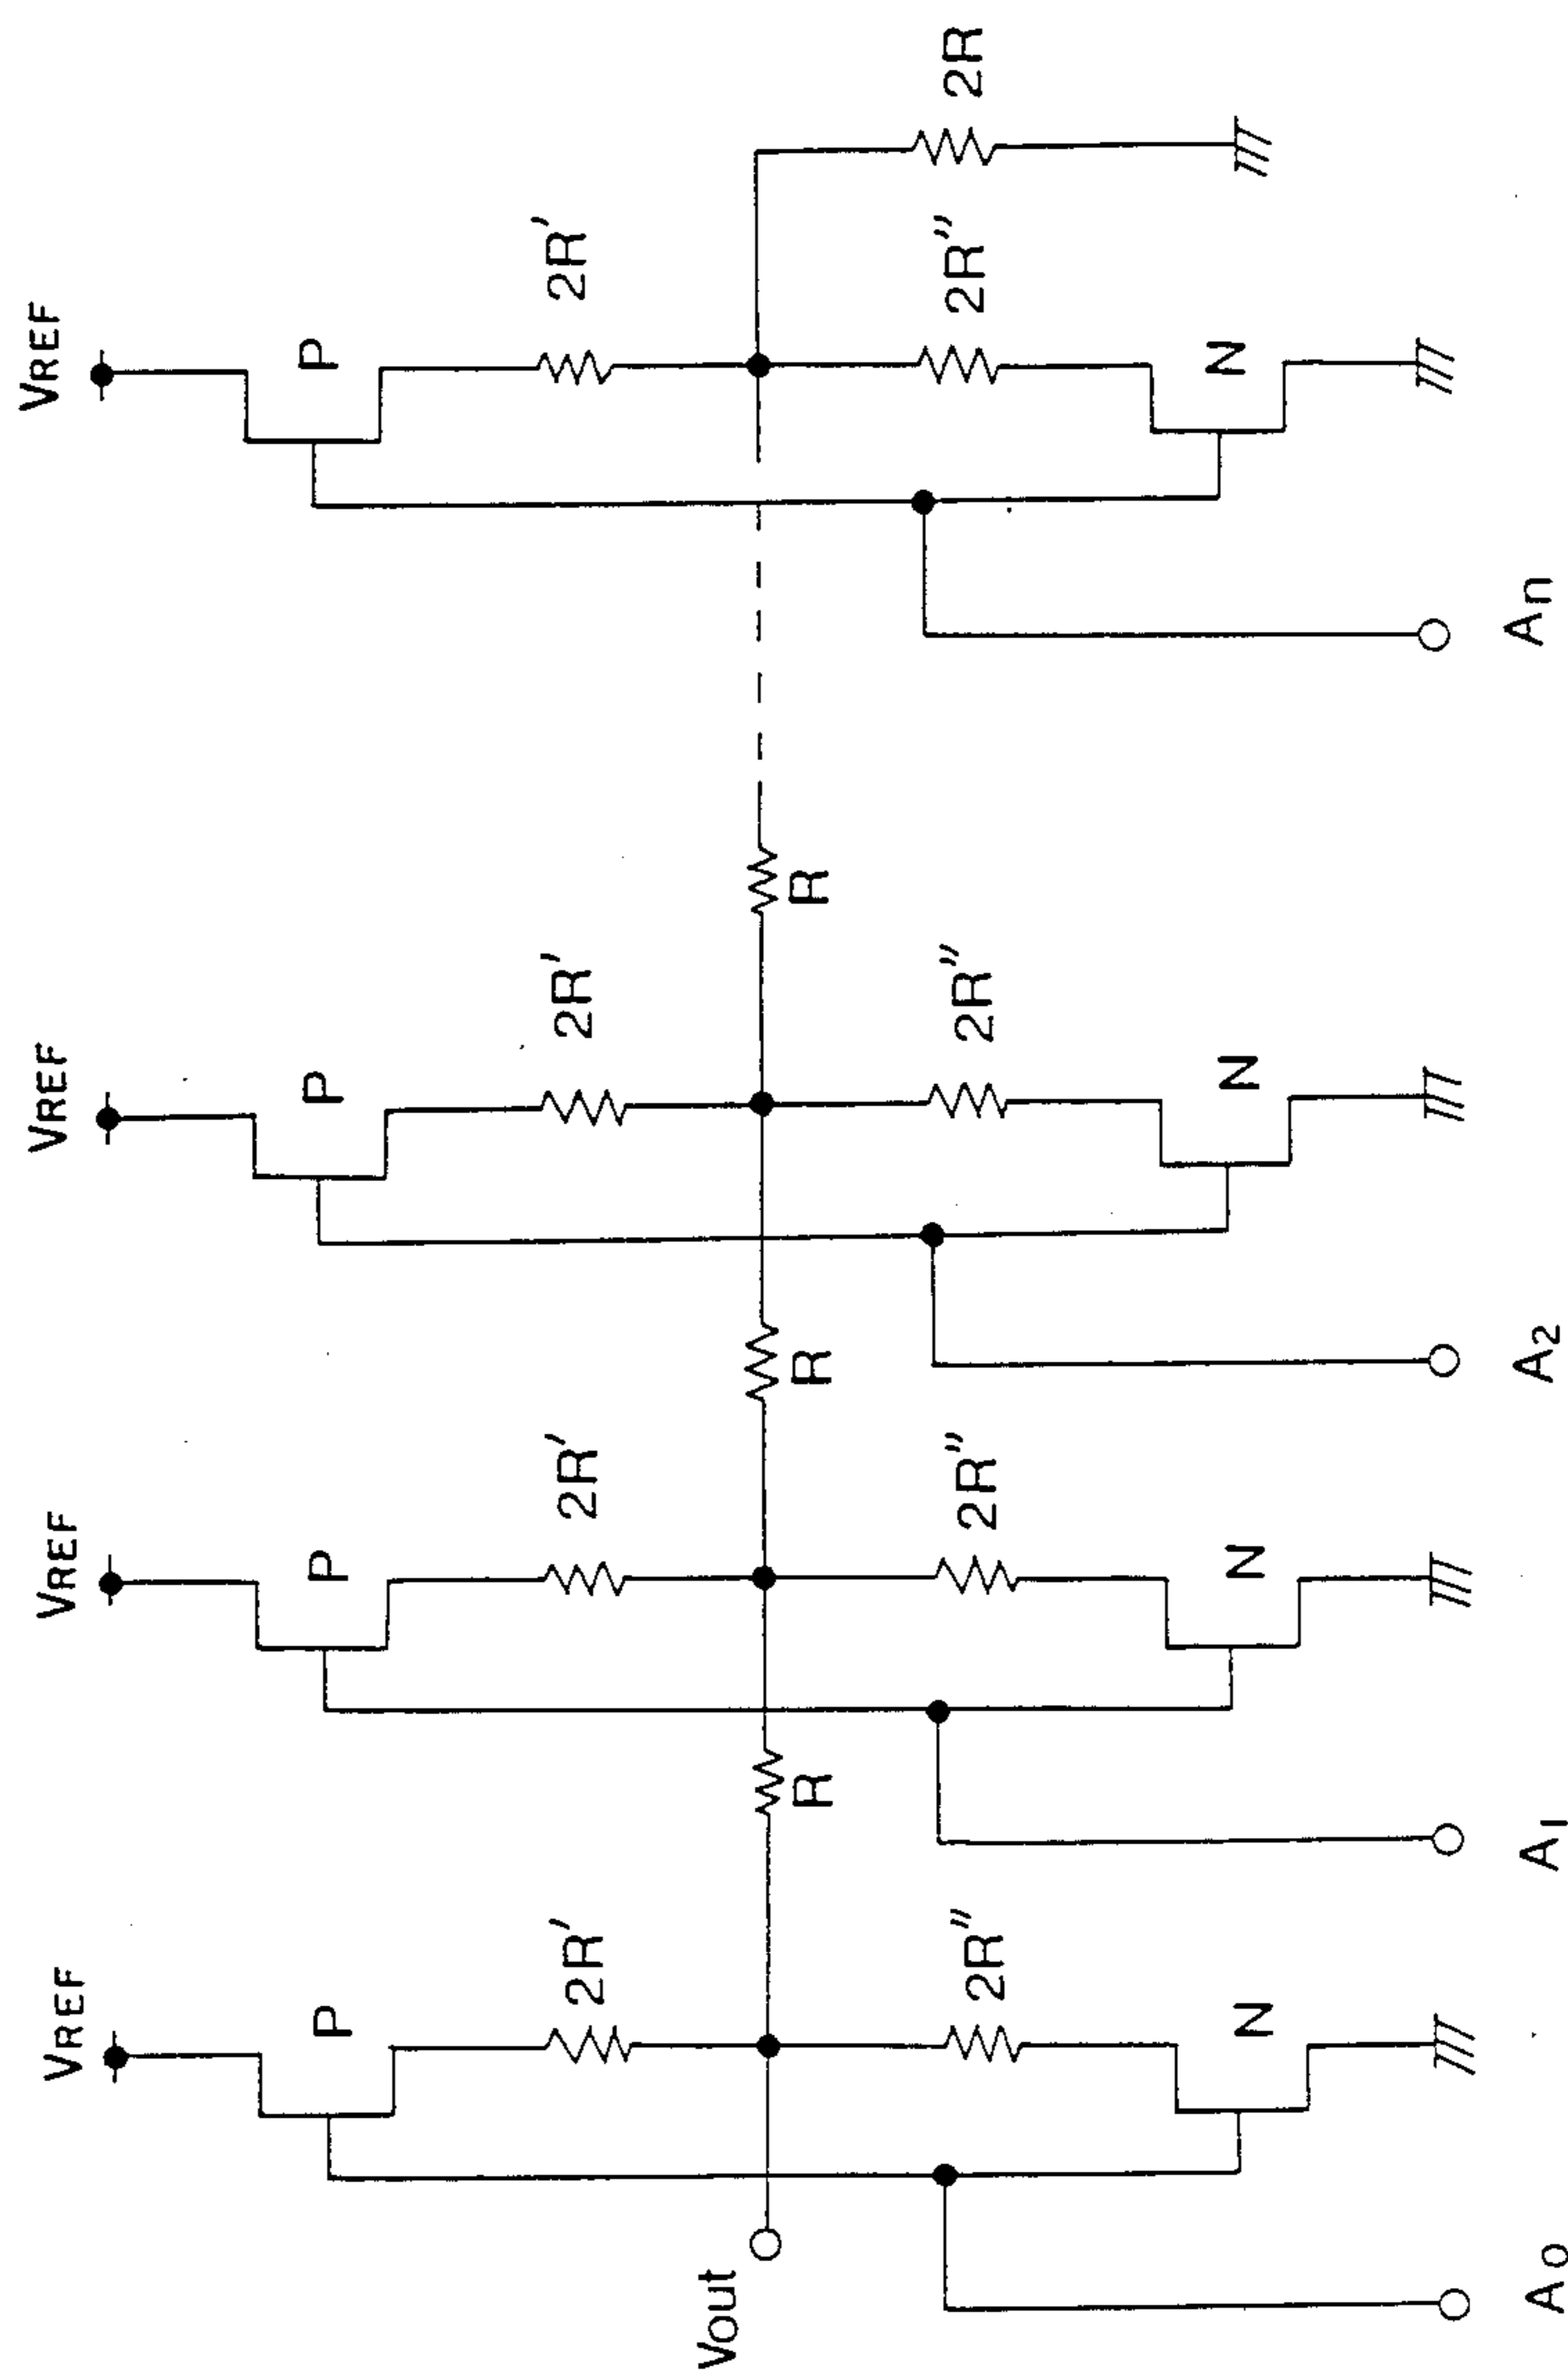 VREF VREF VREF VREF
P P P P
2R' 2R' 2R' 2R'
Vout R R R
2R" 2R" 2R" 2R" 2R
N N N N
A0 A1 A2 An